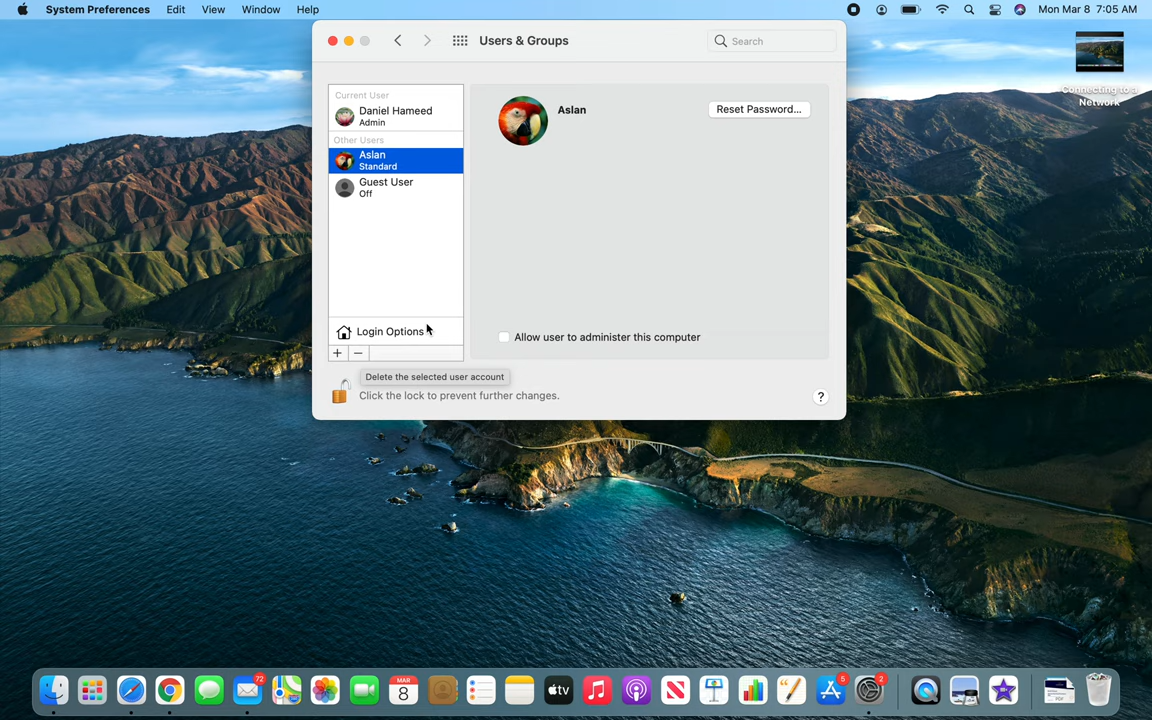 System Preferences Edit View Window Help
Mon Mar 8 7:05 AM
Users & Groups
Search
Connecting to a
Network
Current User
Daniel Hameed
Admin
Other Users
Aslan
Standard
Guest User
Off
Login Options
+ −
Aslan
Reset Password...
Allow user to administer this computer
Delete the selected user account
Click the lock to prevent further changes.
?
72
MAR
8
tv
5
2
PDF